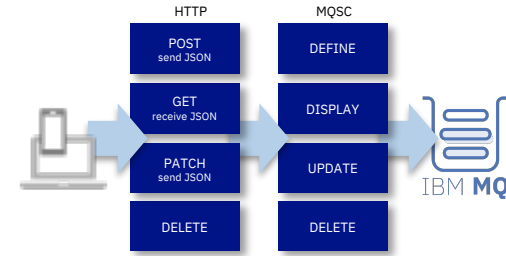 HTTP
MQSC
POST
send JSON
DEFINE
GET
receive JSON
DISPLAY
PATCH
send JSON
UPDATE
DELETE
DELETE
IBM MQ